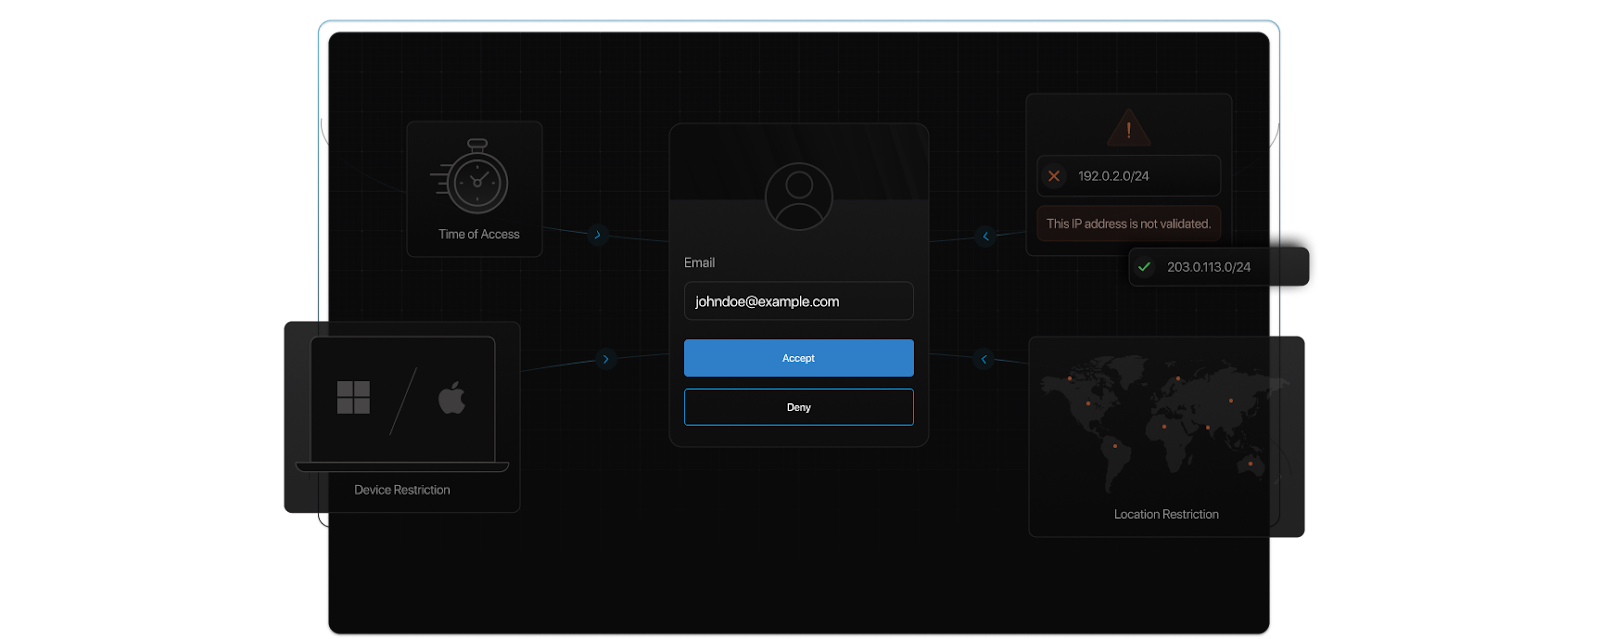 Time of Access
Device Restriction
Email
johndoe@example.com
Accept
Deny
192.0.2.0/24
This IP address is not validated.
203.0.113.0/24
Location Restriction